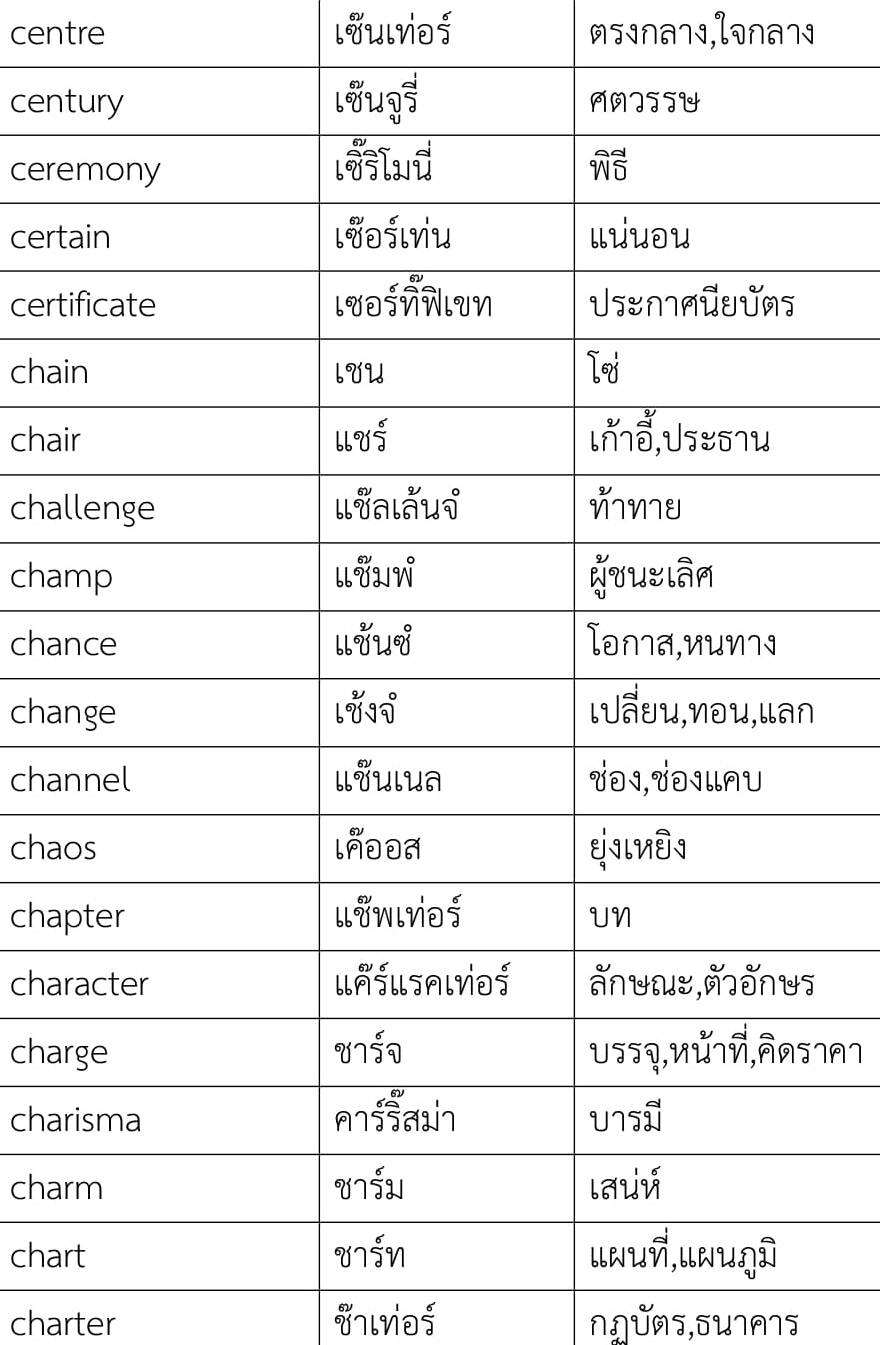 centre เซ๊นเท่อร์ ตรงกลาง,ใจกลาง
century เซ๊นจูรี่ ศตวรรษ
ceremony เซิ๊ริโมนี่ พิธี
certain เซ๊อร์เท่น แน่นอน
certificate เซอร์ทิ๊ฟิเขท ประกาศนียบัตร
chain เชน โซ่
chair แชร์ เก้าอี้,ประธาน
challenge แช๊ลเล้นจํ ท้าทาย
champ แช๊มพํ ผู้ชนะเลิศ
chance แช้นซํ โอกาส,หนทาง
change เช้งจํ เปลี่ยน,ทอน,แลก
channel แช๊นเนล ช่อง,ช่องแคบ
chaos เค๊ออส ยุ่งเหยิง
chapter แช๊พเท่อร์ บท
character แค๊ร์แรคเท่อร์ ลักษณะ,ตัวอักษร
charge ชาร์จ บรรจุ,หน้าที่,คิดราคา
charisma คาร์ริ๊สม่า บารมี
charm ชาร์ม เสน่ห์
chart ชาร์ท แผนที่,แผนภูมิ
charter ช๊าเท่อร์ กฎบัตร,ธนาคาร